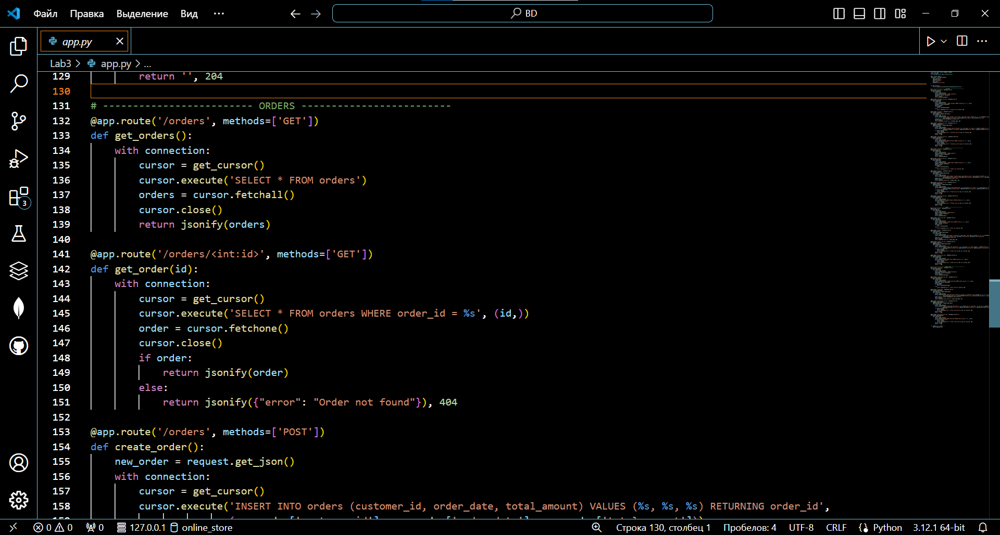 Файл Правка Выделение Вид ··· BD
app.py
Lab3 > app.py > ...
129 return '', 204
130
131 # ------------------------- ORDERS -------------------------
132 @app.route('/orders', methods=['GET'])
133 def get_orders():
134 with connection:
135 cursor = get_cursor()
136 cursor.execute('SELECT * FROM orders')
137 orders = cursor.fetchall()
138 cursor.close()
139 return jsonify(orders)
140
141 @app.route('/orders/<int:id>', methods=['GET'])
142 def get_order(id):
143 with connection:
144 cursor = get_cursor()
145 cursor.execute('SELECT * FROM orders WHERE order_id = %s', (id,))
146 order = cursor.fetchone()
147 cursor.close()
148 if order:
149 return jsonify(order)
150 else:
151 return jsonify({"error": "Order not found"}), 404
152
153 @app.route('/orders', methods=['POST'])
154 def create_order():
155 new_order = request.get_json()
156 with connection:
157 cursor = get_cursor()
158 cursor.execute('INSERT INTO orders (customer_id, order_date, total_amount) VALUES (%s, %s, %s) RETURNING order_id',
3
0 0 0 127.0.0.1 online_store Строка 130, столбец 1 Пробелов: 4 UTF-8 CRLF Python 3.12.1 64-bit